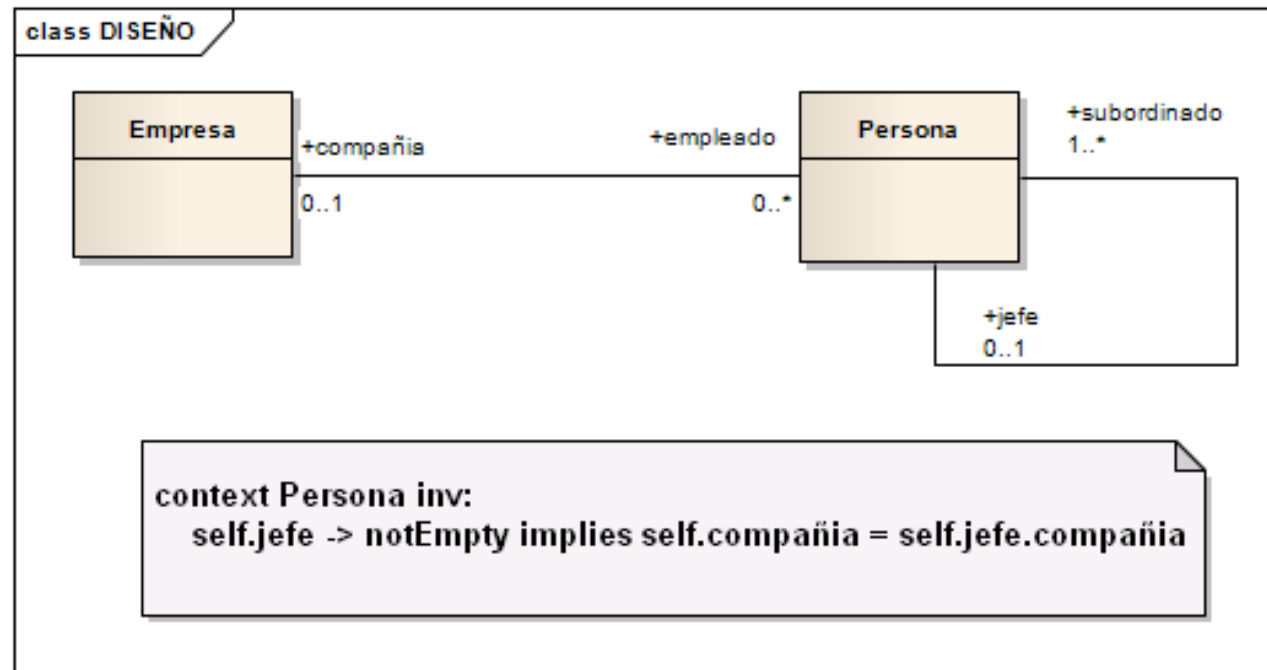 class DISEÑO
Empresa
+compañia
0..1
+empleado
0..*
Persona
+subordinado
1..*
+jefe
0..1
context Persona inv:
self.jefe -> notEmpty implies self.compañia = self.jefe.compañia